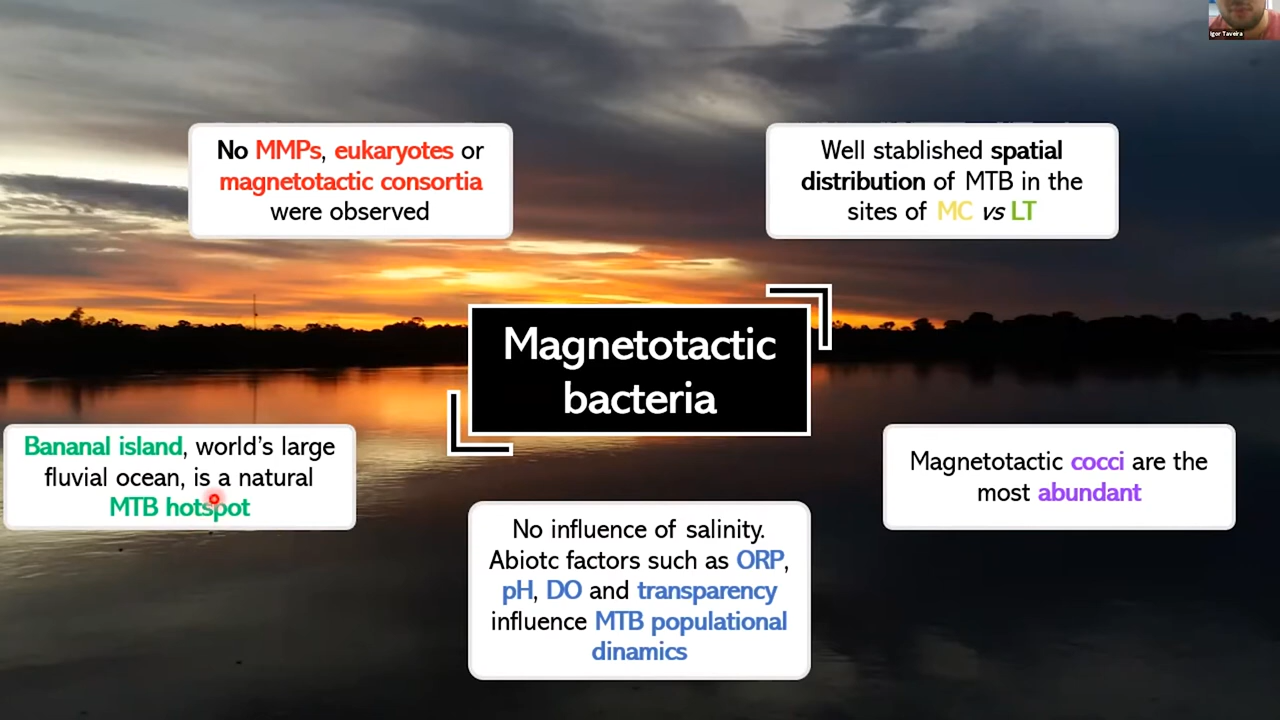 Igor Taveira
No MMPs, eukaryotes or
magnetotactic consortia
were observed
Well stablished spatial
distribution of MTB in the
sites of MC vs LT
Magnetotactic
bacteria
Bananal island, world's large
fluvial ocean, is a natural
MTB hotspot
Magnetotactic cocci are the
most abundant
No influence of salinity.
Abiotc factors such as ORP,
pH, DO and transparency
influence MTB populational
dinamics